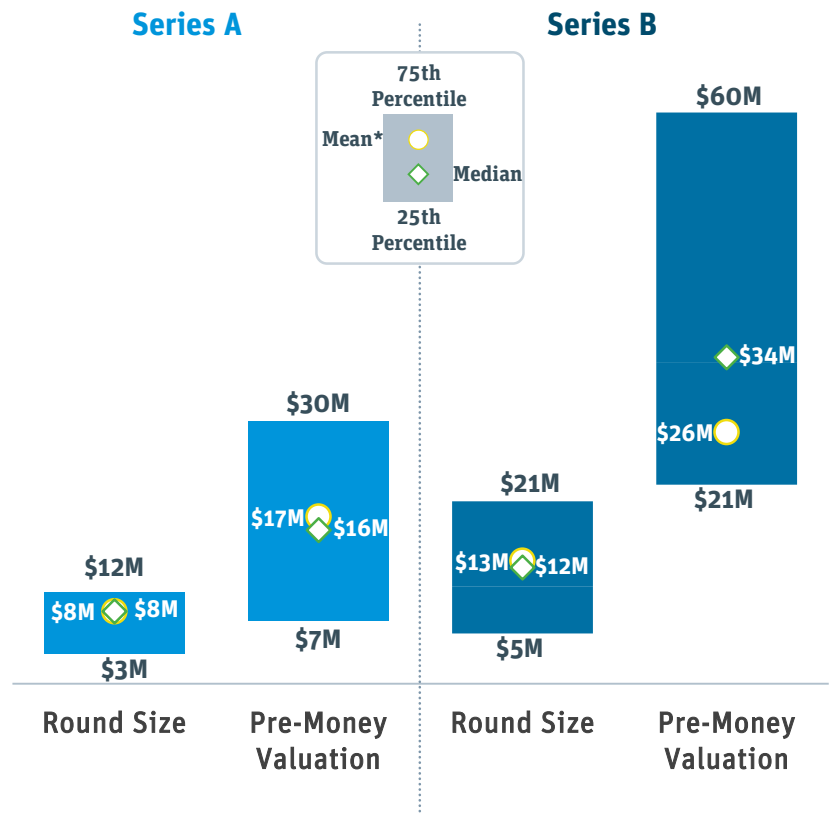 Series A
Series B
75th
Percentile
Mean*
Median
25th
Percentile
$12M
$8M
$8M
$3M
$30M
$17M
$16M
$7M
$21M
$13M
$12M
$5M
$60M
$34M
$26M
$21M
Round Size
Pre-Money
Valuation
Round Size
Pre-Money
Valuation